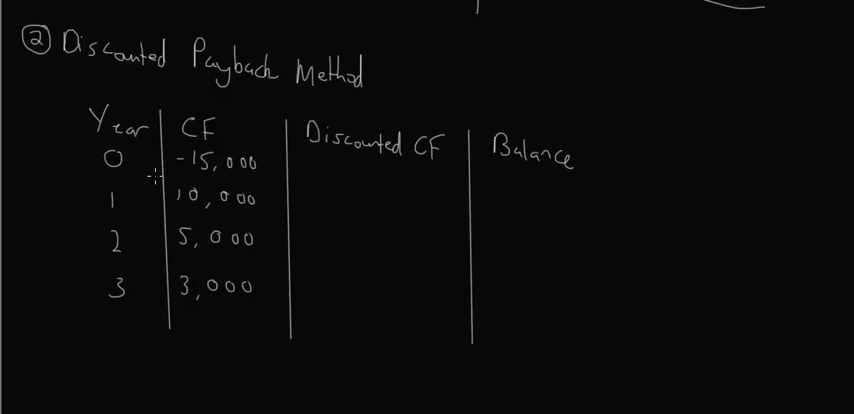 ② Discounted Payback Method
Year CF Discounted CF Balance
0 -15,000
1 10,000
2 5,000
3 3,000